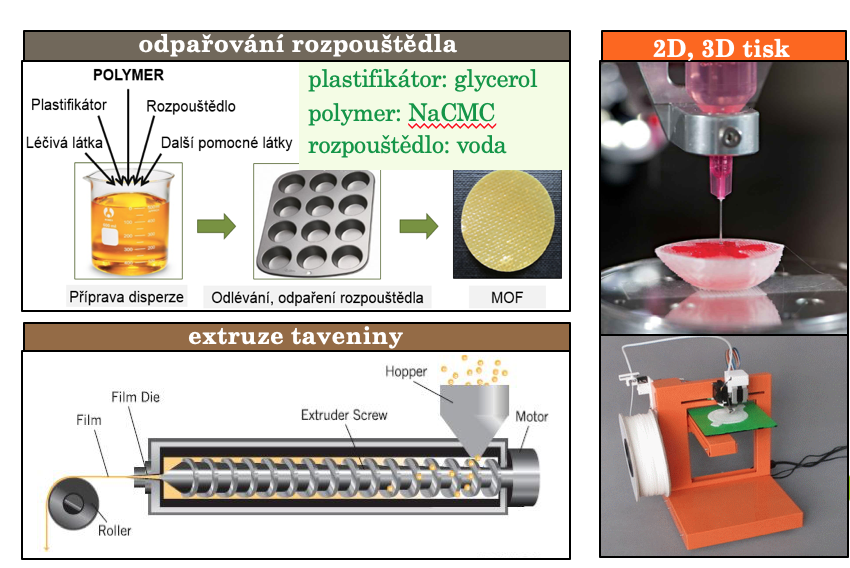 odpařování rozpouštědla
POLYMER
Plastifikátor
Rozpouštědlo
Léčivá látka
Další pomocné látky
plastifikátor: glycerol
polymer: NaCMC
rozpouštědlo: voda
Příprava disperze
Odlévání, odpaření rozpouštědla
MOF
extruze taveniny
Hopper
Film Die
Film
Extruder Screw
Motor
Roller
2D, 3D tisk